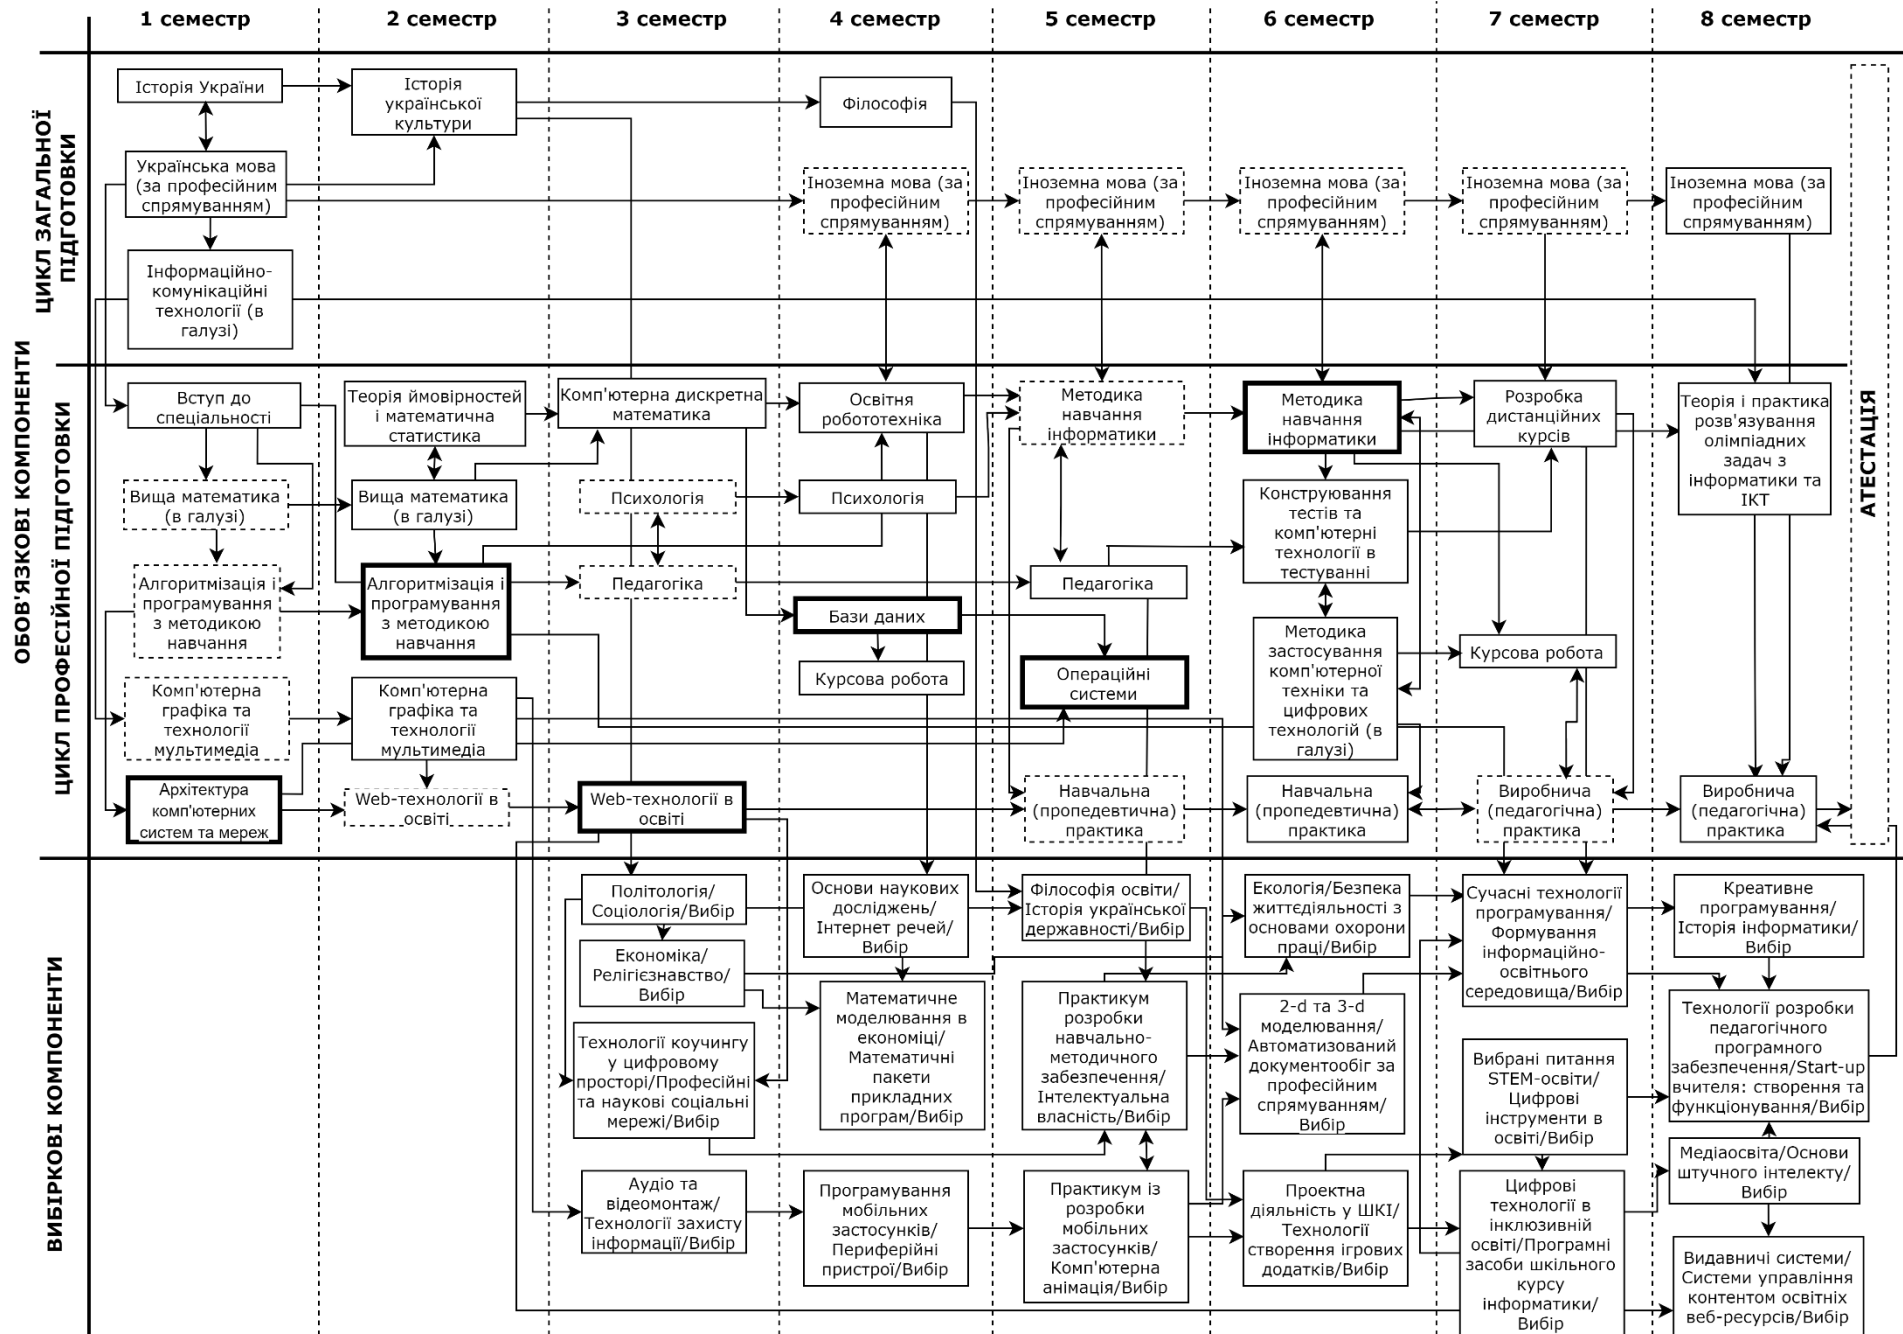 1 семестр
2 семестр
3 семестр
4 семестр
5 семестр
6 семестр
7 семестр
8 семестр
ОБОВ'ЯЗКОВІ КОМПОНЕНТИ
ЦИКЛ ЗАГАЛЬНОЇ
ПІДГОТОВКИ
Історія України
Історія
української
культури
Філософія
Українська мова
(за професійним
спрямуванням)
Іноземна мова (за
професійним
спрямуванням)
Іноземна мова (за
професійним
спрямуванням)
Іноземна мова (за
професійним
спрямуванням)
Іноземна мова (за
професійним
спрямуванням)
Іноземна мова (за
професійним
спрямуванням)
Інформаційно-
комунікаційні
технології (в
галузі)
АТЕСТАЦІЯ
ЦИКЛ ПРОФЕСІЙНОЇ ПІДГОТОВКИ
Вступ до
спеціальності
Вища математика
(в галузі)
Алгоритмізація і
програмування
з методикою
навчання
Комп'ютерна
графіка та
технології
мультимедіа
Архітектура
комп'ютерних
систем та мереж
Теорія ймовірностей
і математична
статистика
Вища математика
(в галузі)
Алгоритмізація і
програмування
з методикою
навчання
Комп'ютерна
графіка та
технології
мультимедіа
Web-технології в
освіті
Комп'ютерна дискретна
математика
Психологія
Педагогіка
Web-технології в
освіті
Освітня
робототехніка
Психологія
Бази даних
Курсова робота
Методика
навчання
інформатики
Педагогіка
Операційні
системи
Навчальна
(пропедевтична)
практика
Методика
навчання
інформатики
Конструювання
тестів та
комп'ютерні
технології в
тестуванні
Методика
застосування
комп'ютерної
техніки та
цифрових
технологій (в
галузі)
Навчальна
(пропедевтична)
практика
Розробка
дистанційних
курсів
Курсова робота
Виробнича
(педагогічна)
практика
Теорія і практика
розв'язування
олімпіадних
задач з
інформатики та
ІКТ
Виробнича
(педагогічна)
практика
ВИБІРКОВІ КОМПОНЕНТИ
Політологія/
Соціологія/Вибір
Економіка/
Релігієзнавство/
Вибір
Технології коучингу
у цифровому
просторі/Професійні
та наукові соціальні
мережі/Вибір
Аудіо та
відеомонтаж/
Технології захисту
інформації/Вибір
Основи наукових
досліджень/
Інтернет речей/
Вибір
Математичне
моделювання в
економіці/
Математичні
пакети
прикладних
програм/Вибір
Програмування
мобільних
застосунків/
Периферійні
пристрої/Вибір
Філософія освіти/
Історія української
державності/Вибір
Практикум
розробки
навчально-
методичного
забезпечення/
Інтелектуальна
власність/Вибір
Практикум із
розробки
мобільних
застосунків/
Комп'ютерна
анімація/Вибір
Екологія/Безпека
життєдіяльності з
основами охорони
праці/Вибір
2-d та 3-d
моделювання/
Автоматизований
документообіг за
професійним
спрямуванням/
Вибір
Проектна
діяльність у ШКІ/
Технології
створення ігрових
додатків/Вибір
Сучасні технології
програмування/
Формування
інформаційно-
освітнього
середовища/Вибір
Вибрані питання
STEM-освіти/
Цифрові
інструменти в
освіті/Вибір
Цифрові
технології в
інклюзивній
освіті/Програмні
засоби шкільного
курсу
інформатики/
Вибір
Креативне
програмування/
Історія інформатики/
Вибір
Технології розробки
педагогічного
програмного
забезпечення/Start-up
вчителя: створення та
функціонування/Вибір
Медіаосвіта/Основи
штучного інтелекту/
Вибір
Видавничі системи/
Системи управління
контентом освітніх
веб-ресурсів/Вибір